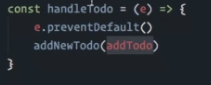 const handleTodo = (e) => {
    e.preventDefault()
    addNewTodo(addTodo)
}